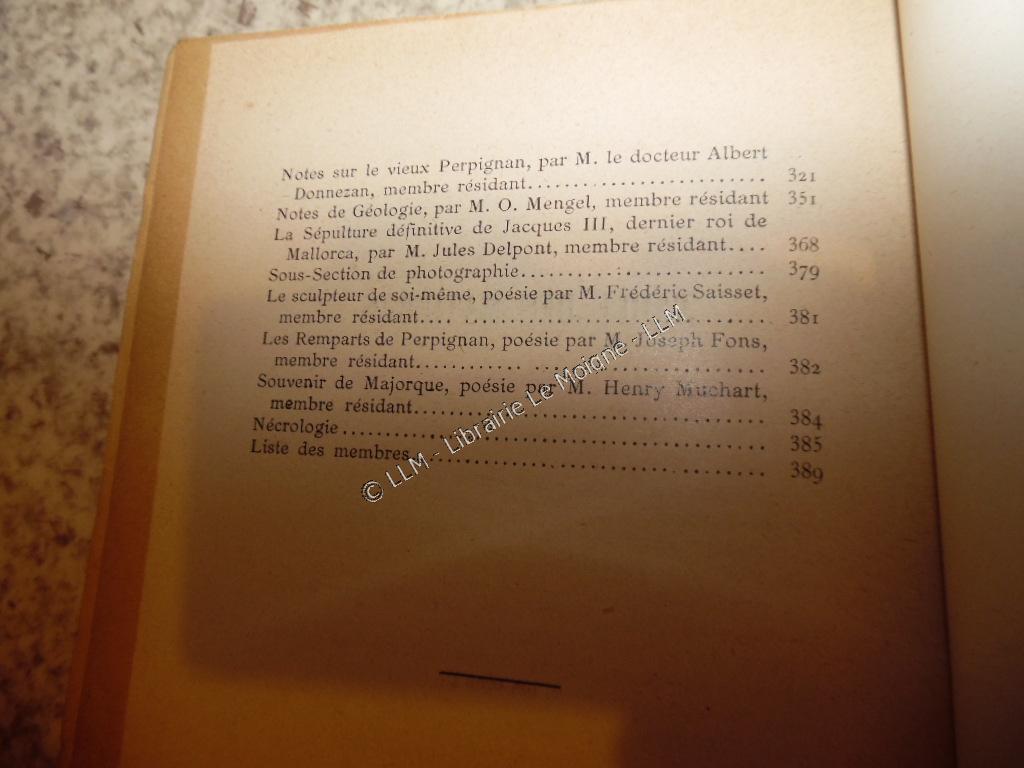 Notes sur le vieux Perpignan, par M. le docteur Albert
Donnezan, membre résidant......................... 321
Notes de Géologie, par M. O. Mengel, membre résidant 351
La Sépulture définitive de Jacques III, dernier roi de
Mallorca, par M. Jules Delpont, membre résidant.... 368
Sous-Section de photographie......................... 379
Le sculpteur de soi-même, poésie par M. Frédéric Saisset,
membre résidant.... ......................... 381
Les Remparts de Perpignan, poésie par M. Joseph Fons,
membre résidant............ ......................... 382
Souvenir de Majorque, poésie par M. Henry Muchart,
membre résidant.................................... 384
Nécrologie.......................................... 385
Liste des membres................................... 389
© LLM - Librairie Le Moigne - LLM